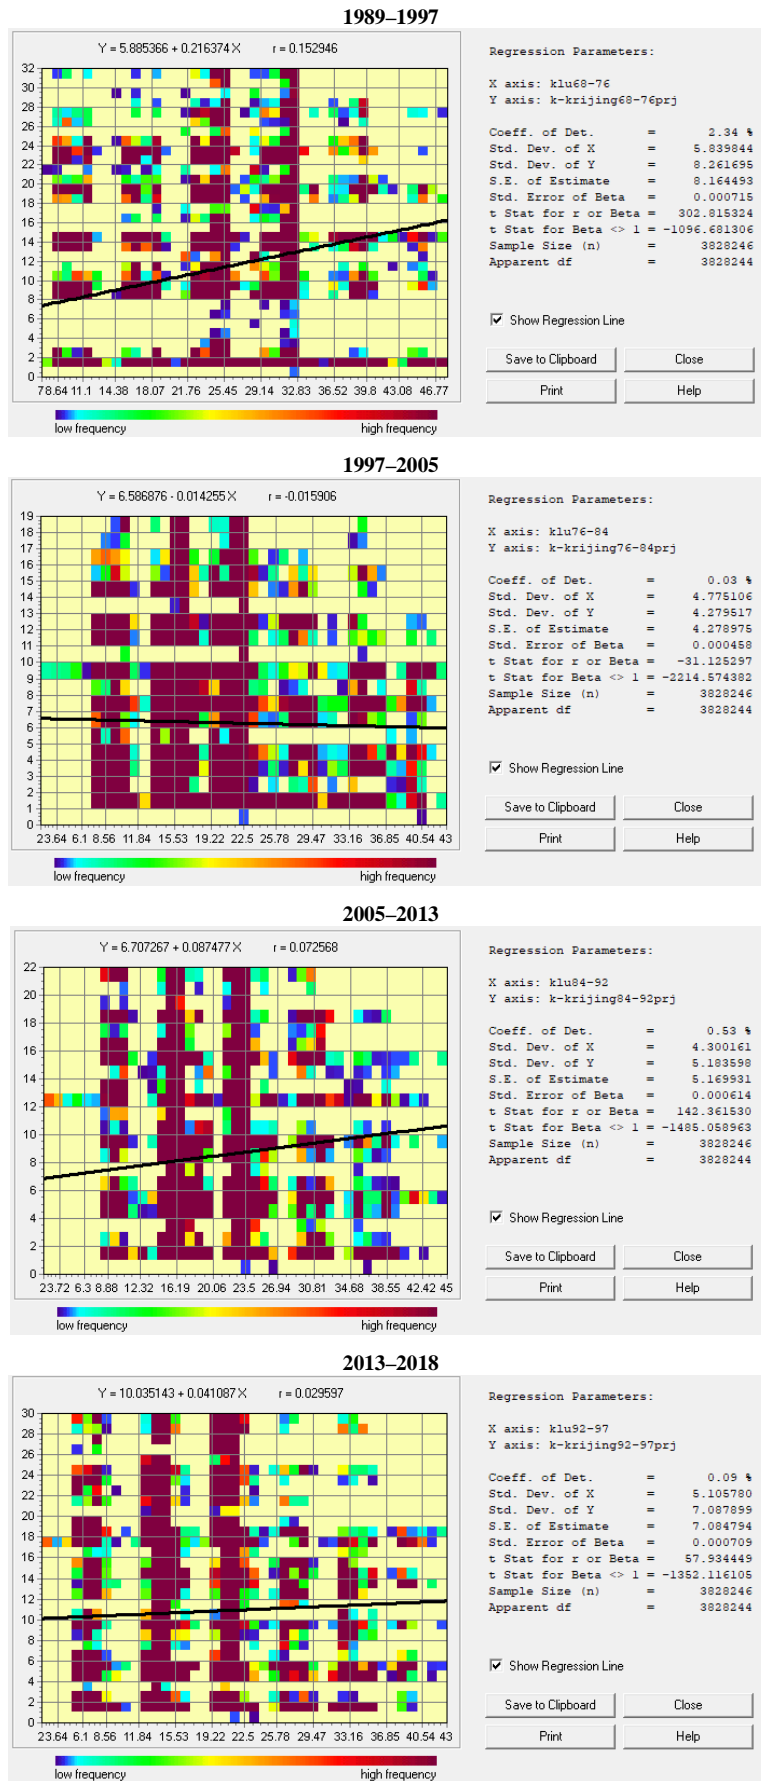 1989–1997
Y = 5.885366 + 0.216374 X r = 0.152946
Regression Parameters:
X axis: klu68-76
Y axis: k-krijing68-76prj
Coeff. of Det. = 2.34 %
Std. Dev. of X = 5.839844
Std. Dev. of Y = 8.261695
S.E. of Estimate = 8.164493
Std. Error of Beta = 0.000715
t Stat for r or Beta = 302.815324
t Stat for Beta <> 1 = -1096.681306
Sample Size (n) = 3828246
Apparent df = 3828244
Show Regression Line
Save to Clipboard Close
Print Help
32
30
28
26
24
22
20
18
16
14
12
10
8
6
4
2
0
78.64 11.1 14.38 18.07 21.76 25.45 29.14 32.83 36.52 39.8 43.08 46.77
low frequency high frequency
1997–2005
Y = 6.586876 - 0.014255 X r = -0.015906
Regression Parameters:
X axis: klu76-84
Y axis: k-krijing76-84prj
Coeff. of Det. = 0.03 %
Std. Dev. of X = 4.775106
Std. Dev. of Y = 4.279517
S.E. of Estimate = 4.278975
Std. Error of Beta = 0.000458
t Stat for r or Beta = -31.125297
t Stat for Beta <> 1 = -2214.574382
Sample Size (n) = 3828246
Apparent df = 3828244
Show Regression Line
Save to Clipboard Close
Print Help
19
18
17
16
15
14
13
12
11
10
9
8
7
6
5
4
3
2
1
0
23.64 6.1 8.56 11.84 15.53 19.22 22.5 25.78 29.47 33.16 36.85 40.54 43
low frequency high frequency
2005–2013
Y = 6.707267 + 0.087477 X r = 0.072568
Regression Parameters:
X axis: klu84-92
Y axis: k-krijing84-92prj
Coeff. of Det. = 0.53 %
Std. Dev. of X = 4.300161
Std. Dev. of Y = 5.183598
S.E. of Estimate = 5.169931
Std. Error of Beta = 0.000614
t Stat for r or Beta = 142.361530
t Stat for Beta <> 1 = -1485.058963
Sample Size (n) = 3828246
Apparent df = 3828244
Show Regression Line
Save to Clipboard Close
Print Help
22
20
18
16
14
12
10
8
6
4
2
0
23.72 6.3 8.88 12.32 16.19 20.06 23.5 26.94 30.81 34.68 38.55 42.42 45
low frequency high frequency
2013–2018
Y = 10.035143 + 0.041087 X r = 0.029597
Regression Parameters:
X axis: klu92-97
Y axis: k-krijing92-97prj
Coeff. of Det. = 0.09 %
Std. Dev. of X = 5.105780
Std. Dev. of Y = 7.087899
S.E. of Estimate = 7.084794
Std. Error of Beta = 0.000709
t Stat for r or Beta = 57.934449
t Stat for Beta <> 1 = -1352.116105
Sample Size (n) = 3828246
Apparent df = 3828244
Show Regression Line
Save to Clipboard Close
Print Help
30
28
26
24
22
20
18
16
14
12
10
8
6
4
2
0
23.64 6.1 8.56 11.84 15.53 19.22 22.5 25.78 29.47 33.16 36.85 40.54 43
low frequency high frequency